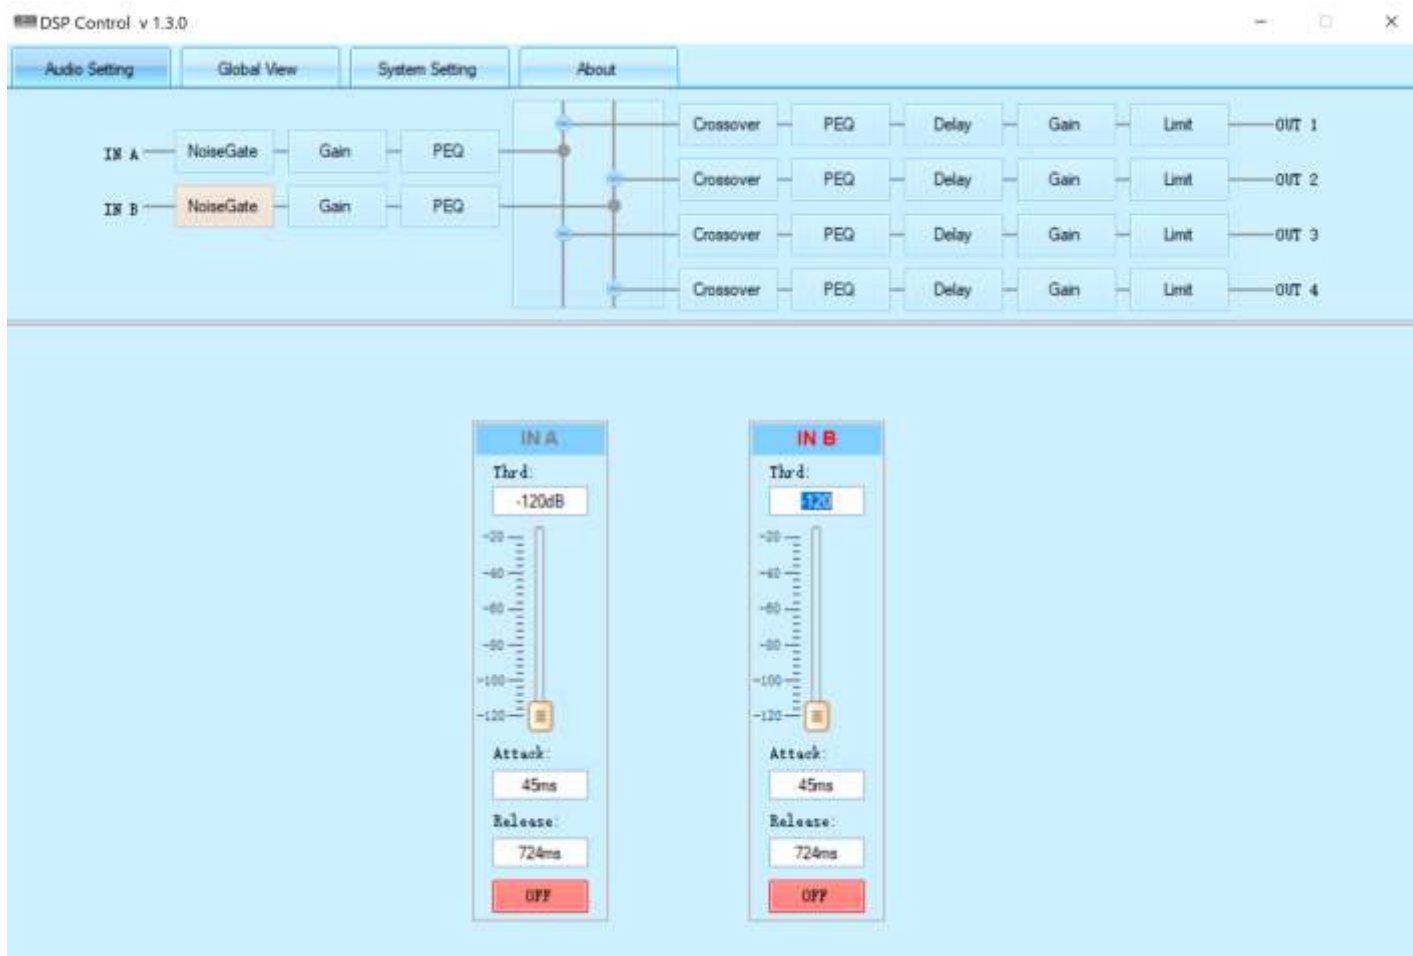 DSP Control v 1.3.0
Audio Setting Global View System Setting About
Crossover PEQ Delay Gain Limit OUT 1
IN A NoiseGate Gain PEQ
Crossover PEQ Delay Gain Limit OUT 2
IN B NoiseGate Gain PEQ
Crossover PEQ Delay Gain Limit OUT 3
Crossover PEQ Delay Gain Limit OUT 4
IN A
Thrd:
-120dB
-20
-40
-60
-80
-100
-120
Attack:
45ms
Release:
724ms
OFF
IN B
Thrd:
-120
-20
-40
-60
-80
-100
-120
Attack:
45ms
Release:
724ms
OFF